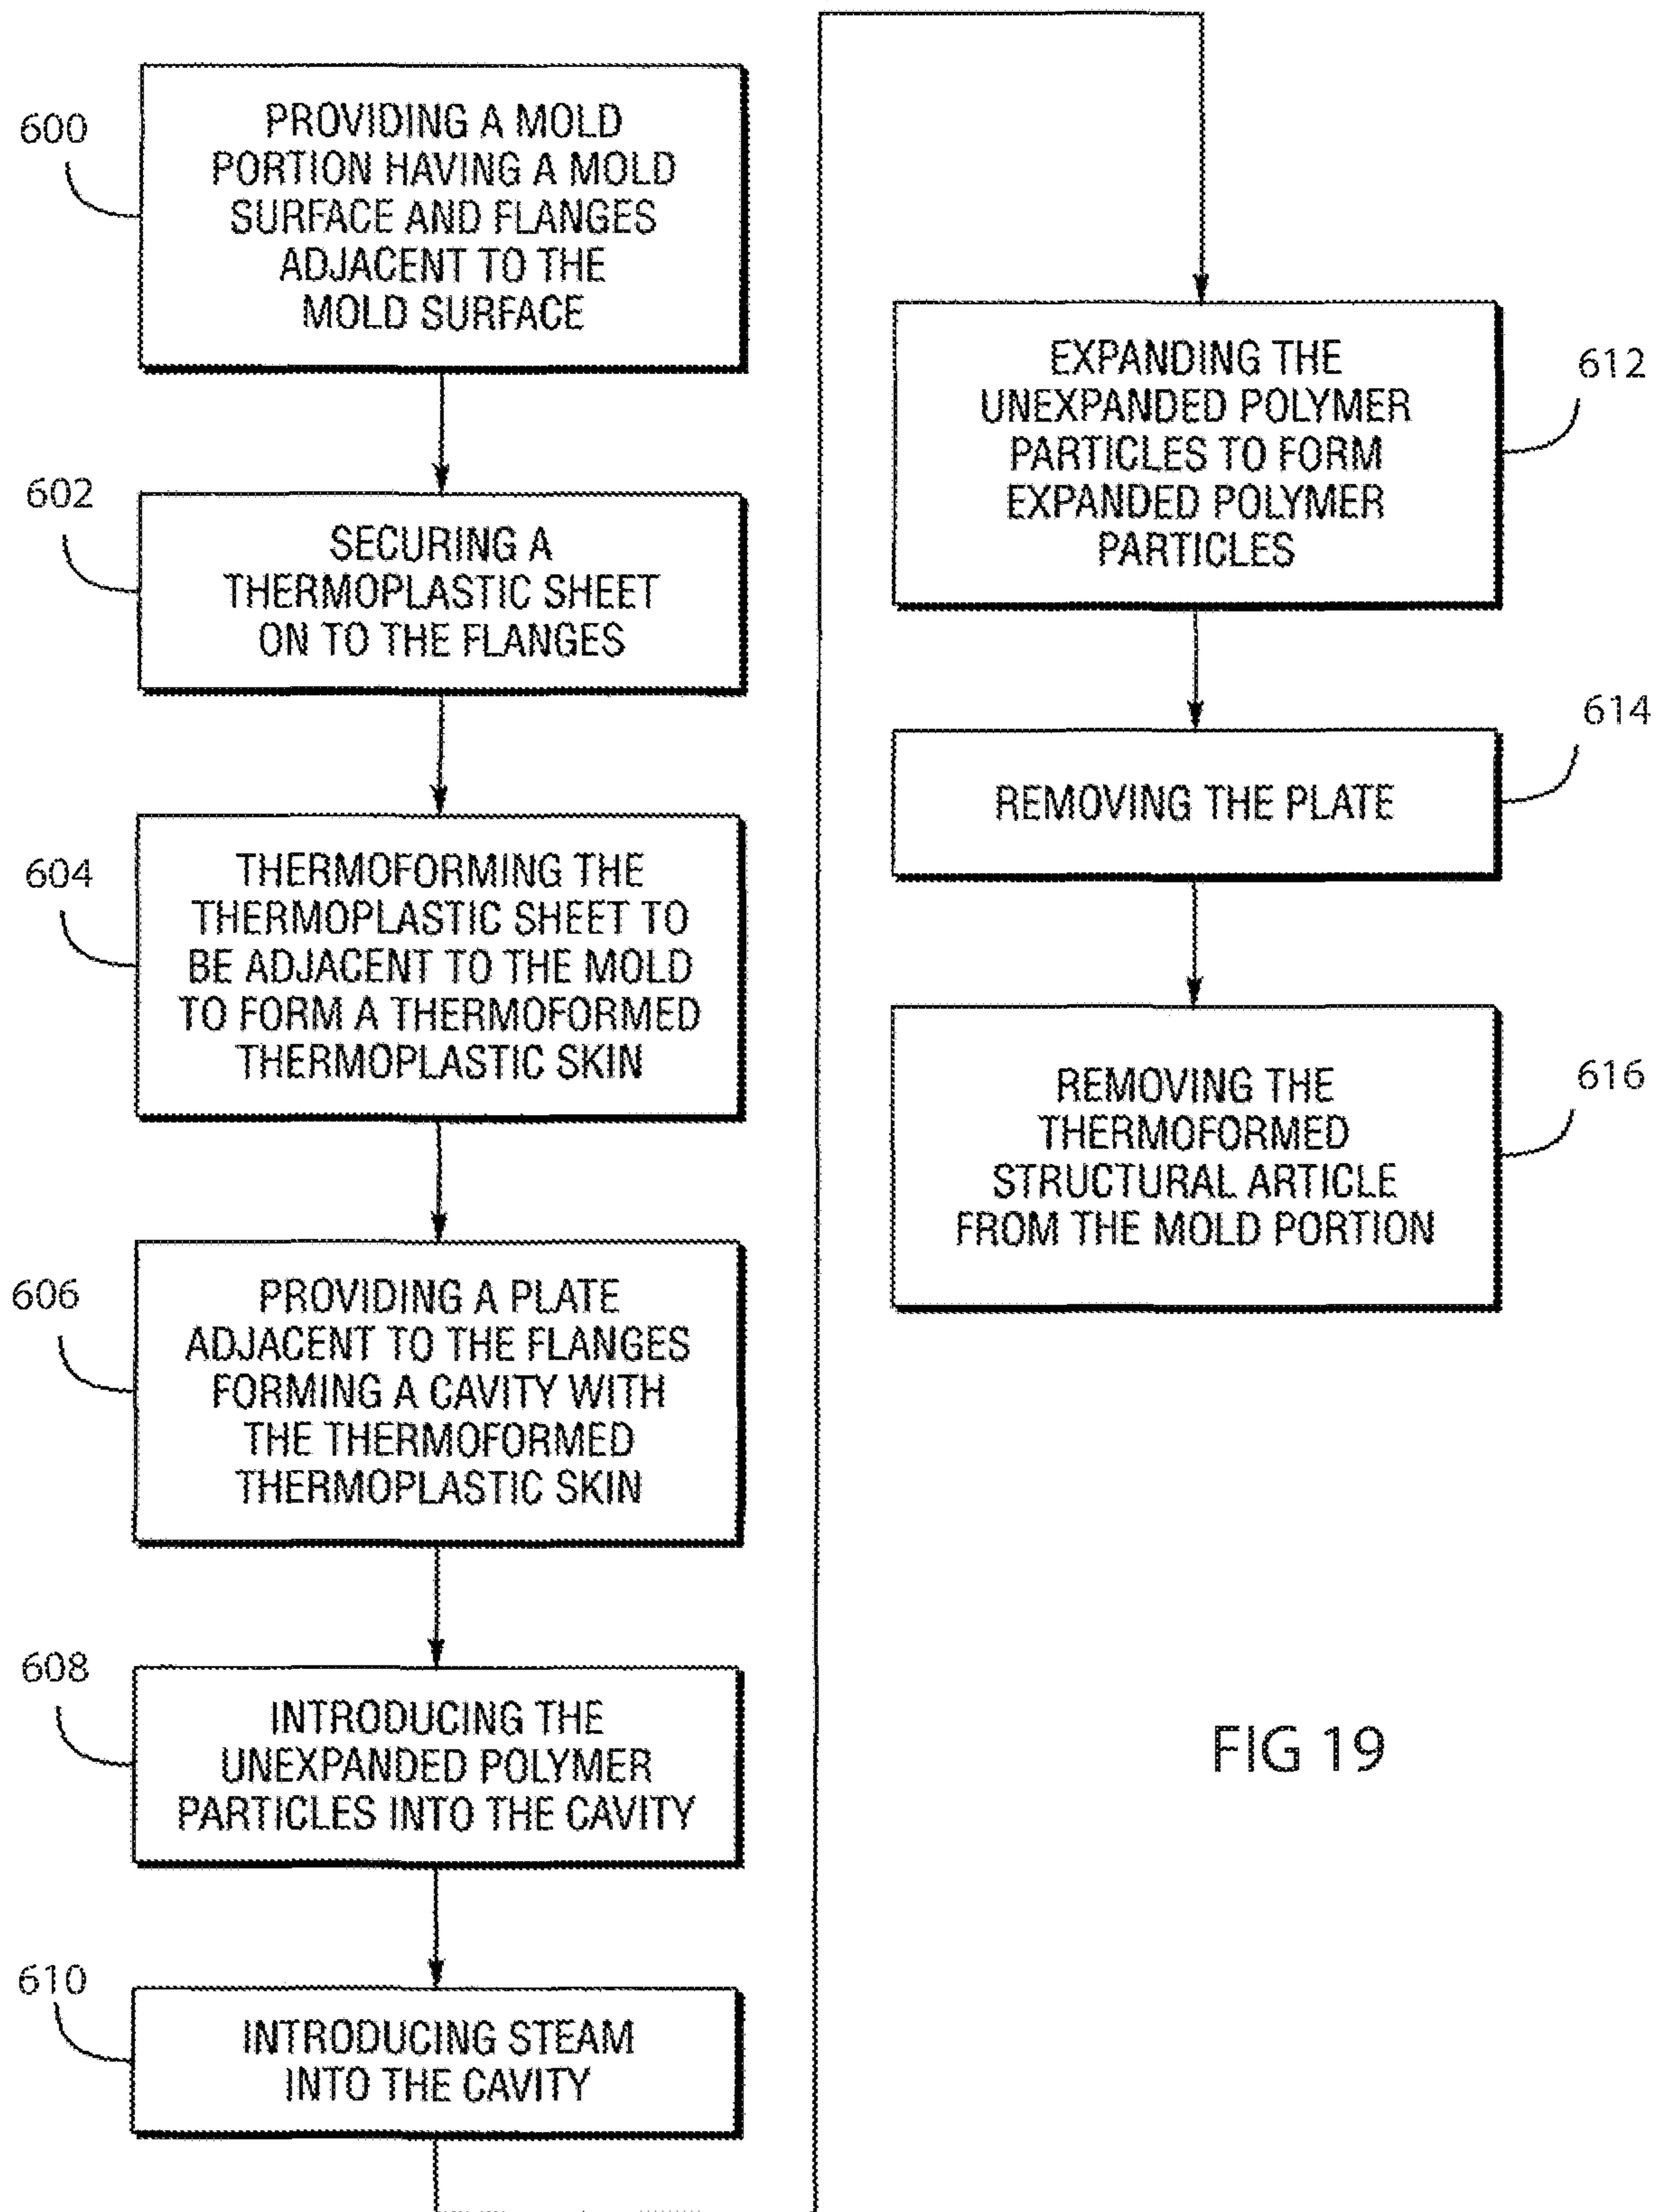 600
PROVIDING A MOLD
PORTION HAVING A MOLD
SURFACE AND FLANGES
ADJACENT TO THE
MOLD SURFACE
602
SECURING A
THERMOPLASTIC SHEET
ON TO THE FLANGES
604
THERMOFORMING THE
THERMOPLASTIC SHEET TO
BE ADJACENT TO THE MOLD
TO FORM A THERMOFORMED
THERMOPLASTIC SKIN
606
PROVIDING A PLATE
ADJACENT TO THE FLANGES
FORMING A CAVITY WITH
THE THERMOFORMED
THERMOPLASTIC SKIN
608
INTRODUCING THE
UNEXPANDED POLYMER
PARTICLES INTO THE CAVITY
610
INTRODUCING STEAM
INTO THE CAVITY
EXPANDING THE
UNEXPANDED POLYMER
PARTICLES TO FORM
EXPANDED POLYMER
PARTICLES
612
REMOVING THE PLATE
614
REMOVING THE
THERMOFORMED
STRUCTURAL ARTICLE
FROM THE MOLD PORTION
616
FIG 19